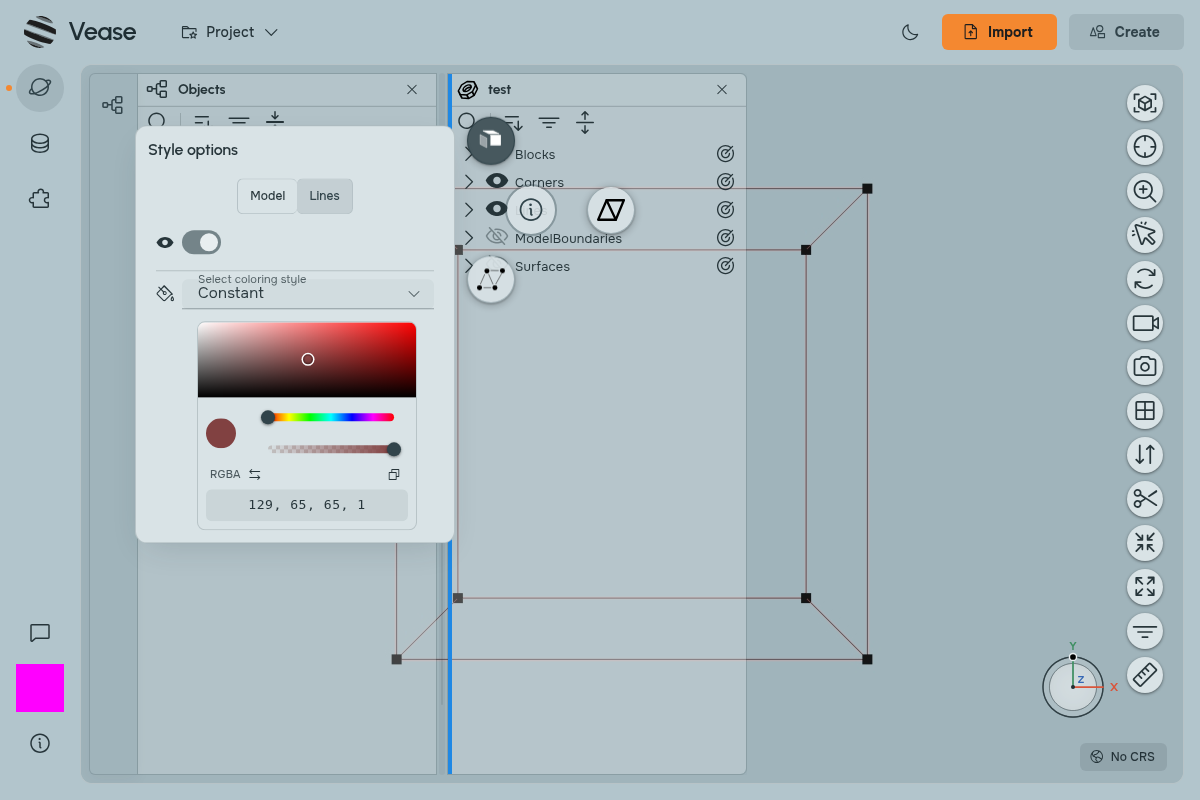 Vease
Project
Import
Create
Objects
test
Style options
Model
Lines
Select coloring style
Constant
RGBA
129, 65, 65, 1
Blocks
Corners
ModelBoundaries
Surfaces
Y
Z
X
No CRS